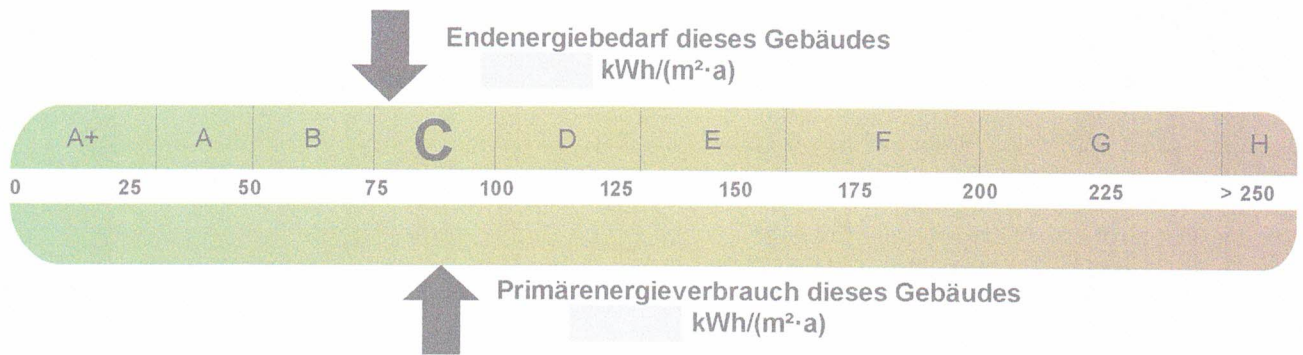 Endenergiebedarf dieses Gebäudes
kWh/(m²·a)
A+ A B C D E F G H
0 25 50 75 100 125 150 175 200 225 > 250
Primärenergieverbrauch dieses Gebäudes
kWh/(m²·a)